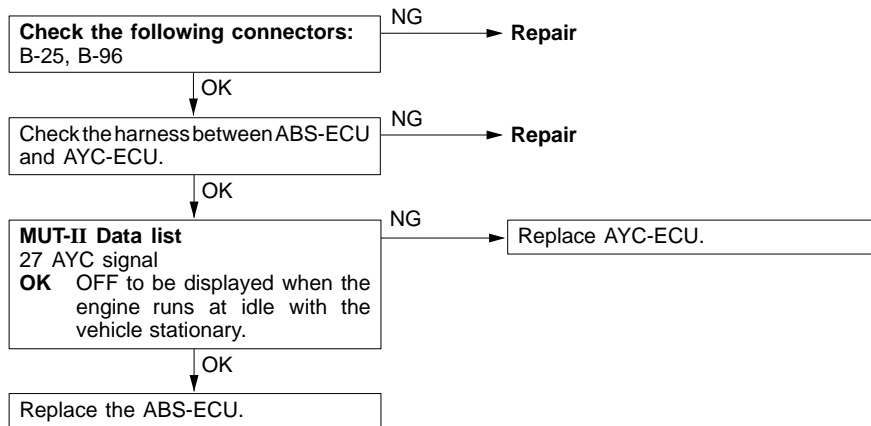 Check the following connectors:
B-25, B-96
NG
Repair
OK
Check the harness between ABS-ECU
and AYC-ECU.
NG
Repair
OK
MUT-II Data list
27 AYC signal
OK OFF to be displayed when the
engine runs at idle with the
vehicle stationary.
NG
Replace AYC-ECU.
OK
Replace the ABS-ECU.